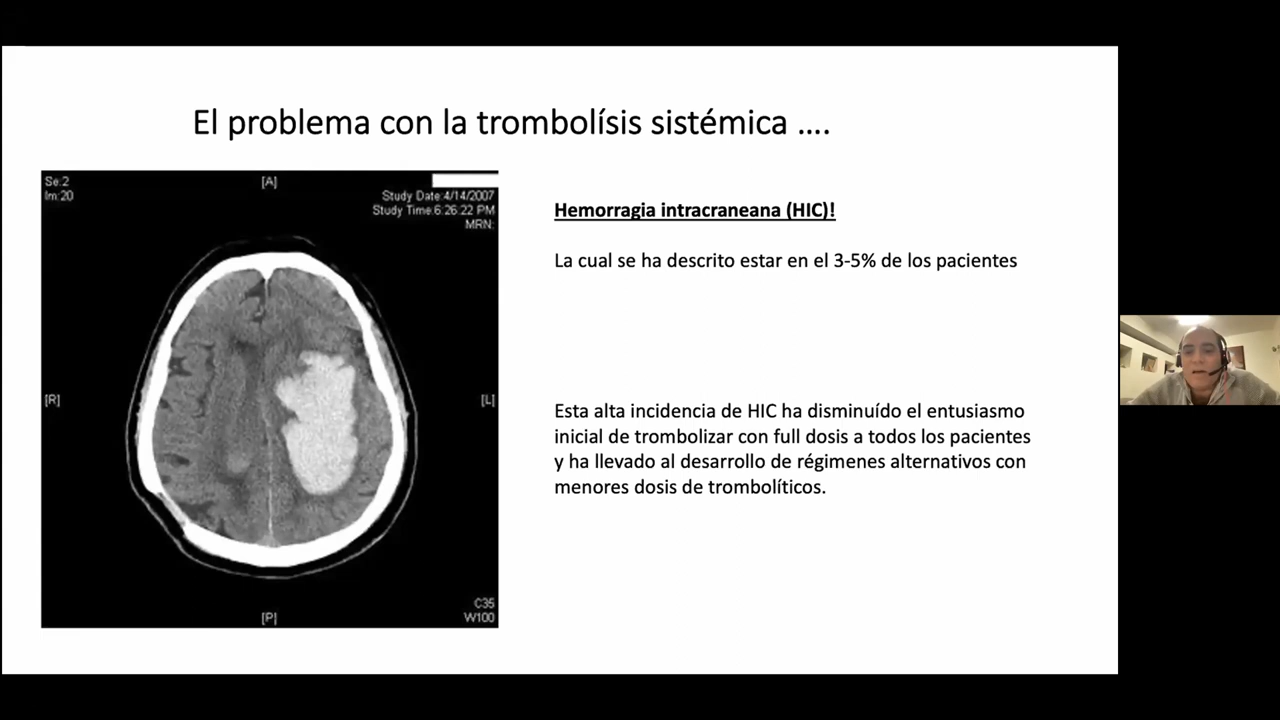 El problema con la trombolísis sistémica ....
Se:2
Im:20
[A]
Study Date:4/14/2007
Study Time:6:26:22 PM
MRN:
[R]
[L]
[P]
C35
W100
Hemorragia intracraneana (HIC)!
La cual se ha descrito estar en el 3-5% de los pacientes
Esta alta incidencia de HIC ha disminuído el entusiasmo
inicial de trombolizar con full dosis a todos los pacientes
y ha llevado al desarrollo de régimenes alternativos con
menores dosis de trombolíticos.